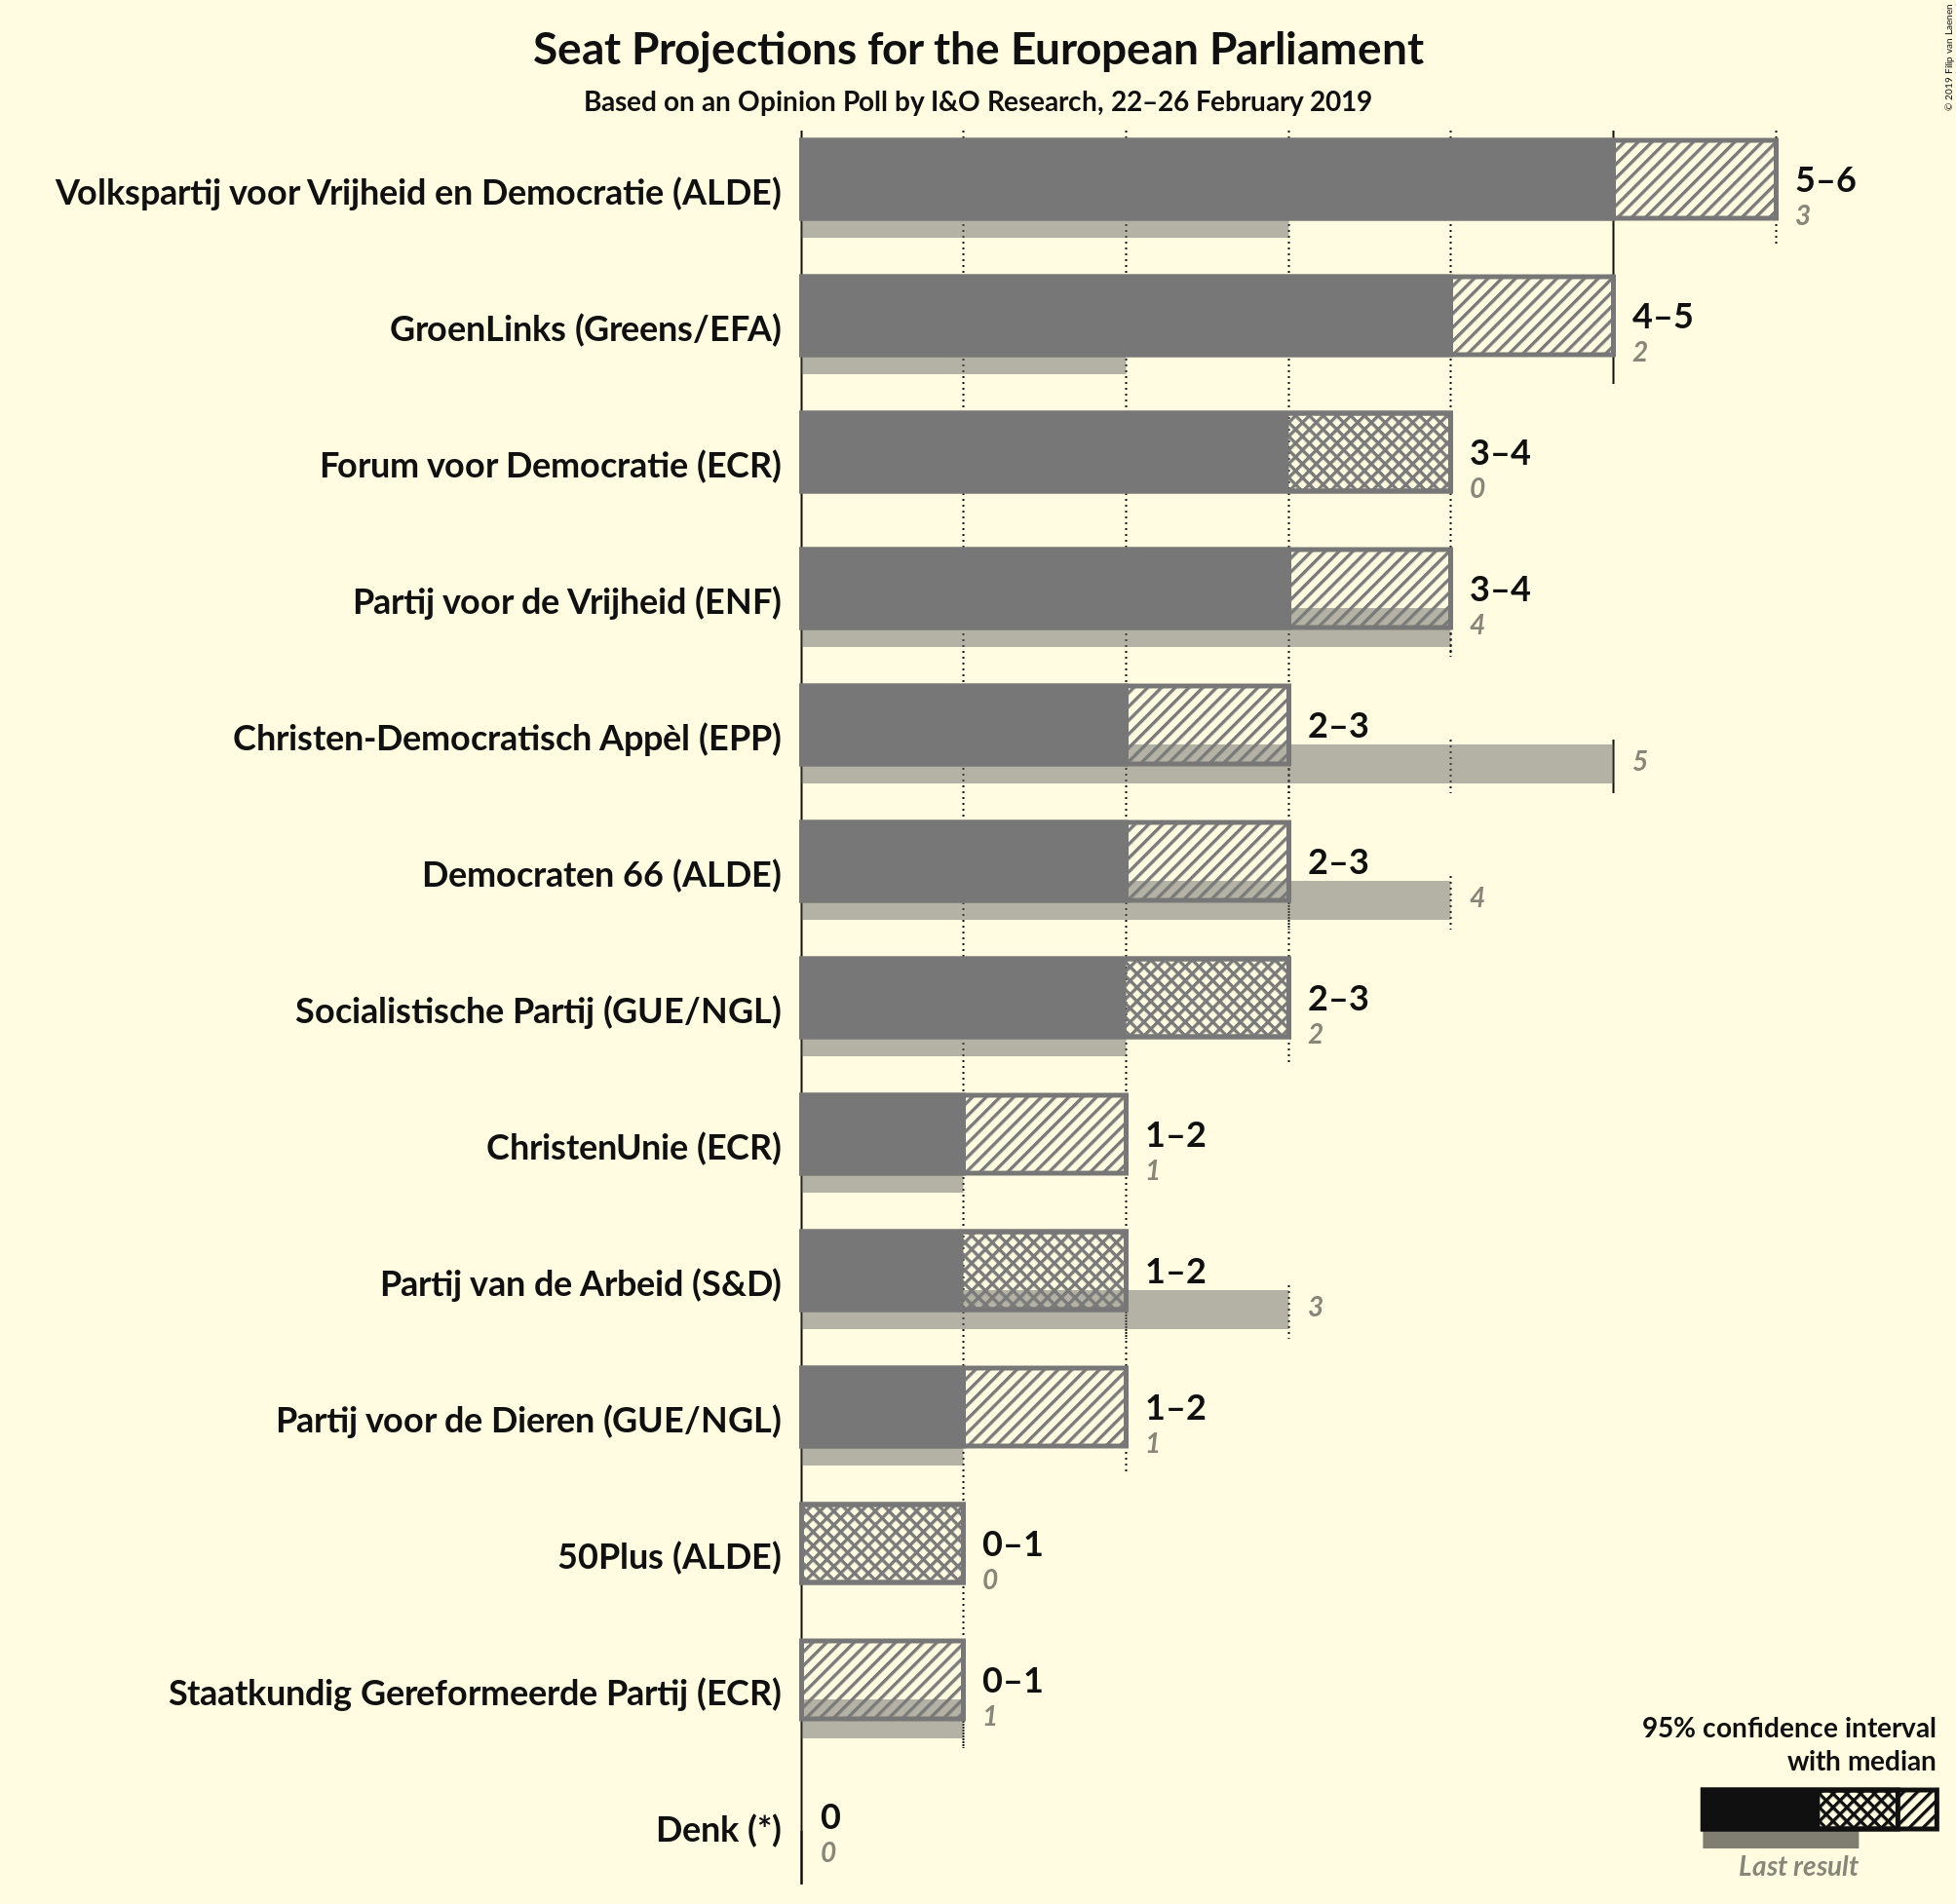 Seat Projections for the European Parliament
Based on an Opinion Poll by I&O Research, 22–26 February 2019
© 2019 Filip van Laenen
Volkspartij voor Vrijheid en Democratie (ALDE)
5–6
3
GroenLinks (Greens/EFA)
4–5
2
Forum voor Democratie (ECR)
3–4
0
Partij voor de Vrijheid (ENF)
3–4
4
Christen-Democratisch Appèl (EPP)
2–3
5
Democraten 66 (ALDE)
2–3
4
Socialistische Partij (GUE/NGL)
2–3
2
ChristenUnie (ECR)
1–2
1
Partij van de Arbeid (S&D)
1–2
3
Partij voor de Dieren (GUE/NGL)
1–2
1
50Plus (ALDE)
0–1
0
Staatkundig Gereformeerde Partij (ECR)
0–1
1
Denk (*)
0
0
95% confidence interval
with median
Last result